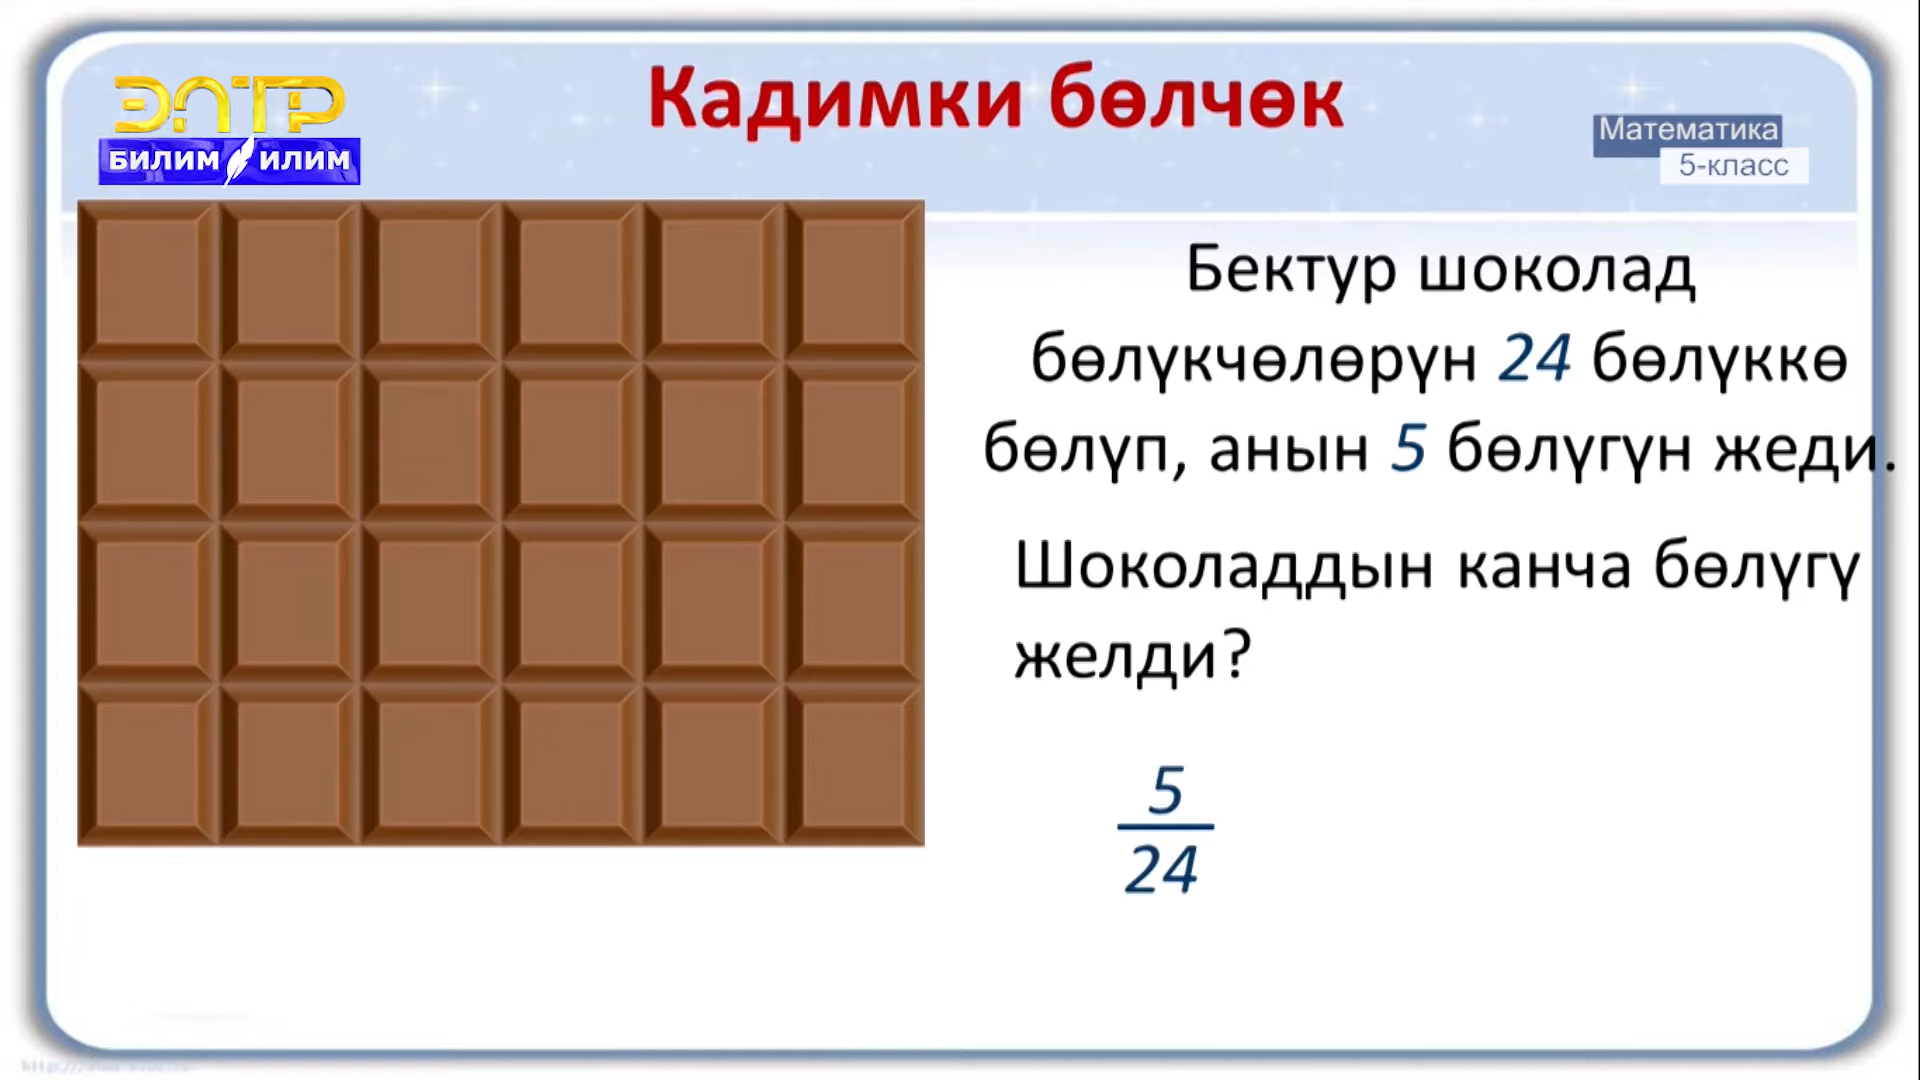 ЭЛТР
БИЛИМ ИЛИМ
Кадимки бөлчөк
Математика
5-класс
Бектур шоколад
бөлүкчөлөрүн 24 бөлүккө
бөлүп, анын 5 бөлүгүн жеди.
Шоколаддын канча бөлүгү
желди?
5
24